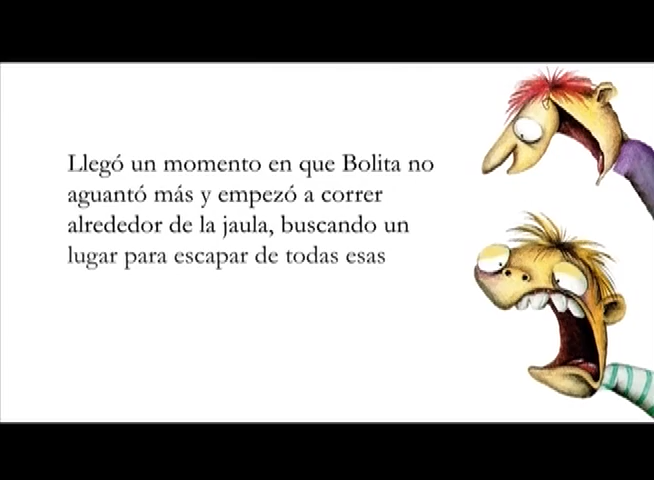 Llegó un momento en que Bolita no
aguantó más y empezó a correr
alrededor de la jaula, buscando un
lugar para escapar de todas esas